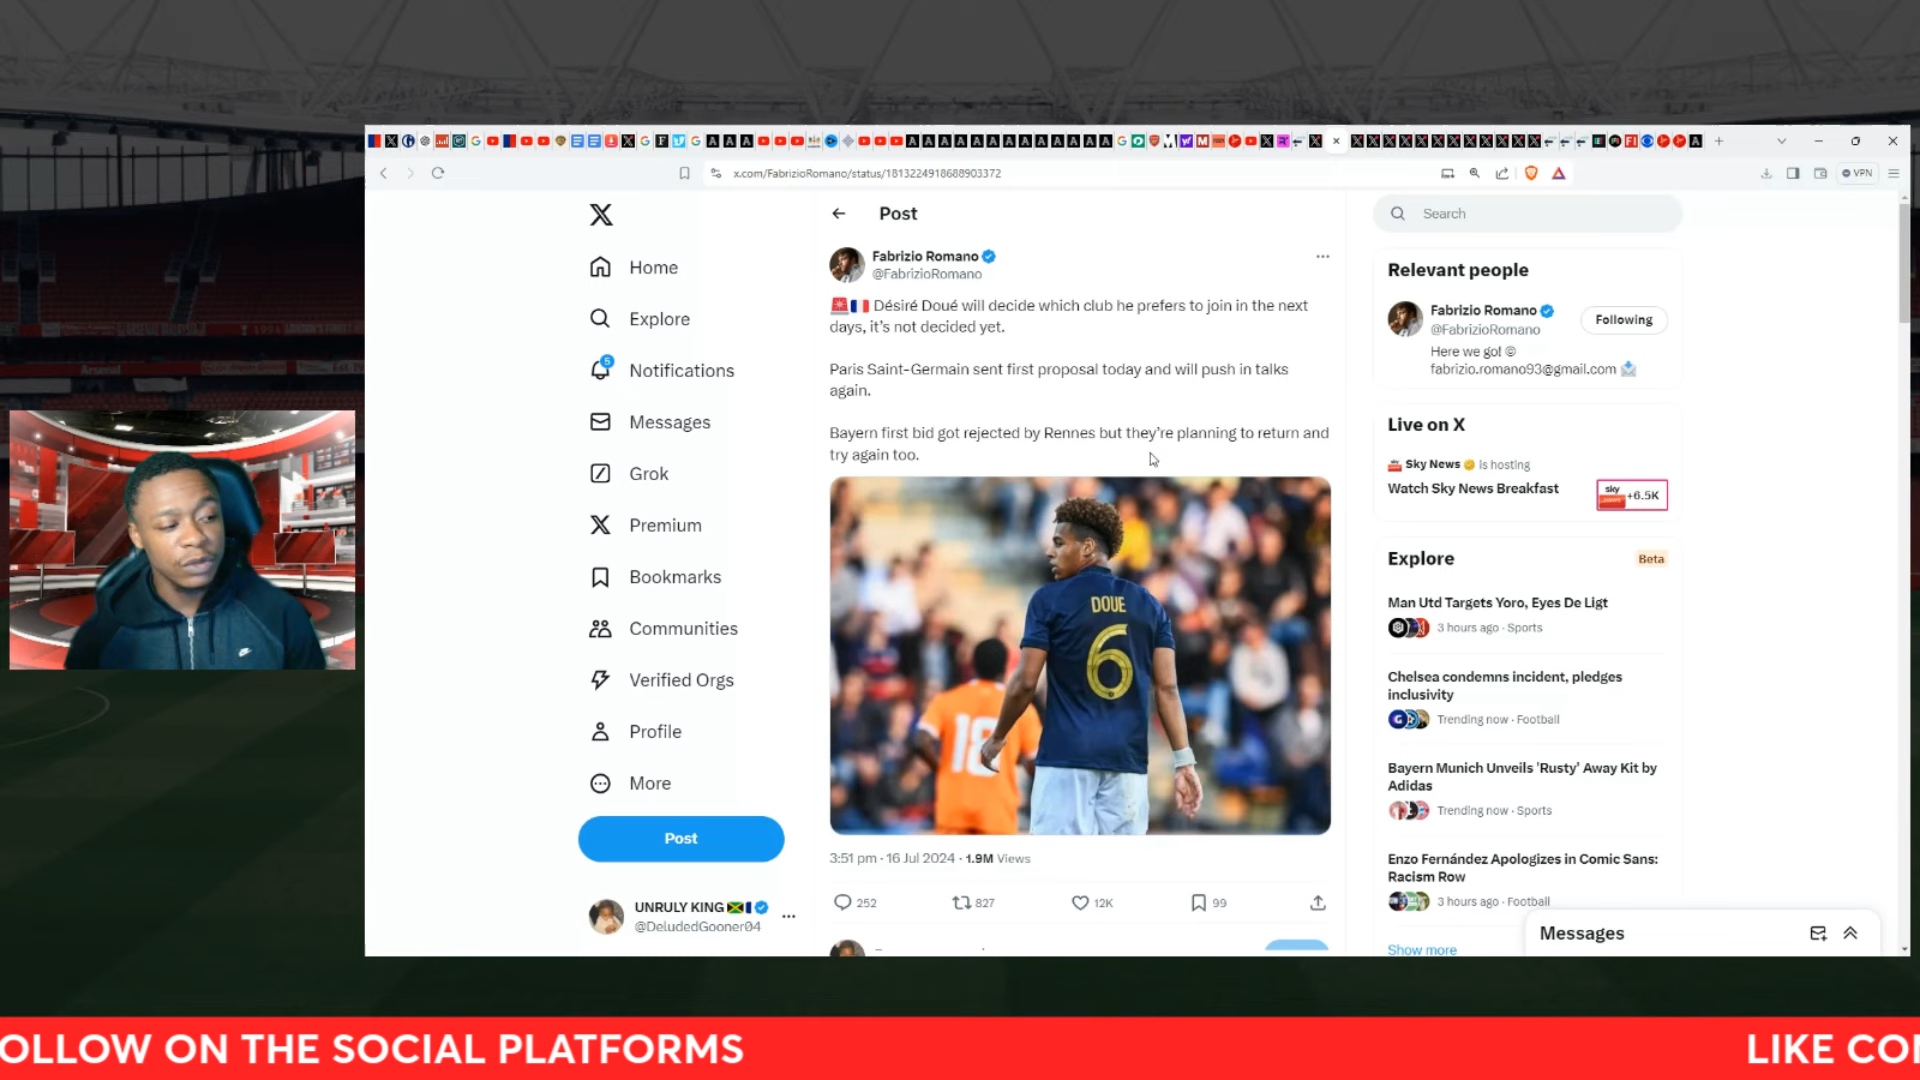 x.com/FabrizioRomano/status/1813224918688903372
VPN
Home
Explore
5
Notifications
Messages
Grok
Premium
Bookmarks
Communities
Verified Orgs
Profile
More
Post
UNRULY KING
@DeludedGooner04
Post
Fabrizio Romano
@FabrizioRomano
🚨🇫🇷 Désiré Doué will decide which club he prefers to join in the next
days, it’s not decided yet.
Paris Saint-Germain sent first proposal today and will push in talks
again.
Bayern first bid got rejected by Rennes but they’re planning to return and
try again too.
DOUE
6
18
3:51 pm · 16 Jul 2024 · 1.9M Views
252
827
12K
99
Search
Relevant people
Fabrizio Romano
@FabrizioRomano
Following
Here we go! ©
fabrizio.romano93@gmail.com 📩
Live on X
Sky News is hosting
Watch Sky News Breakfast
sky
news
+6.5K
Explore
Beta
Man Utd Targets Yoro, Eyes De Ligt
3 hours ago · Sports
Chelsea condemns incident, pledges
inclusivity
Trending now · Football
Bayern Munich Unveils 'Rusty' Away Kit by
Adidas
Trending now · Sports
Enzo Fernández Apologizes in Comic Sans:
Racism Row
3 hours ago · Football
Show more
Messages
Arsenal
OLLOW ON THE SOCIAL PLATFORMS
LIKE CO